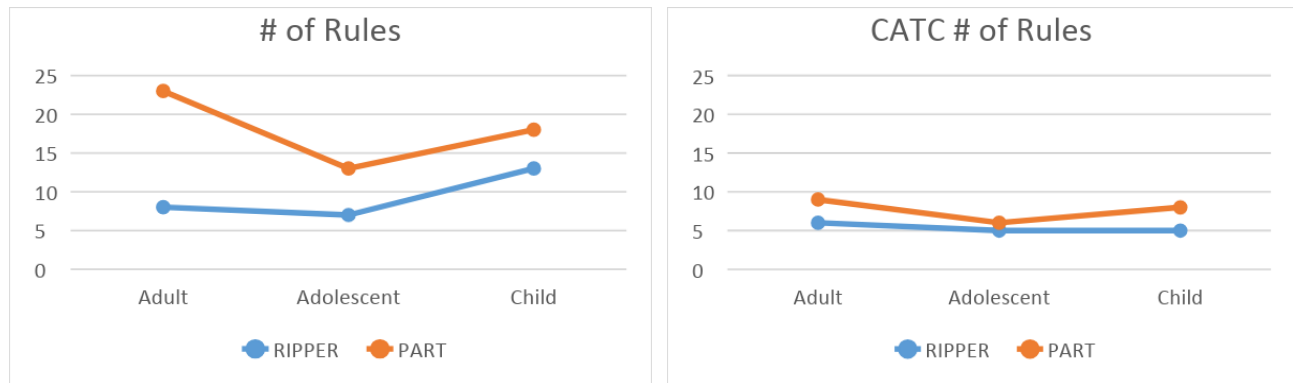 # of Rules
25
20
15
10
5
0
Adult Adolescent Child
RIPPER PART
CATC # of Rules
25
20
15
10
5
0
Adult Adolescent Child
RIPPER PART